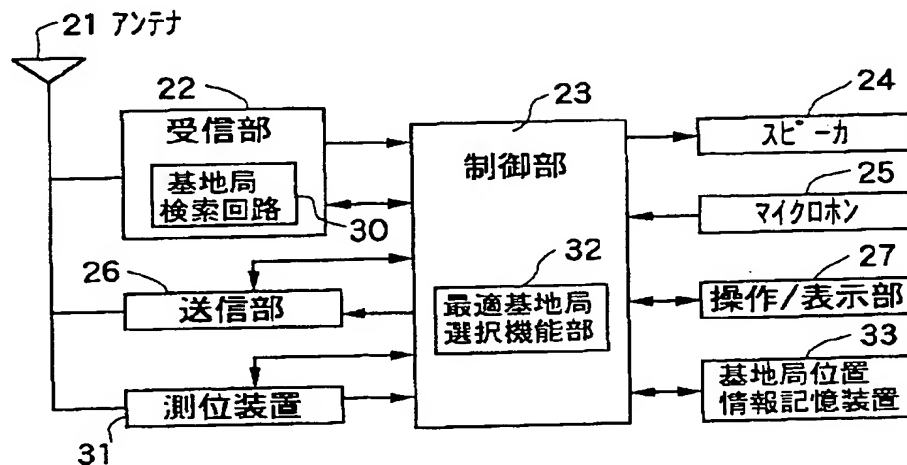 21 アンテナ
22
受信部
基地局
検索回路
30
23
制御部
24
スピーカ
25
マイクロホン
26
送信部
32
最適基地局
選択機能部
27
操作/表示部
31
測位装置
33
基地局位置
情報記憶装置